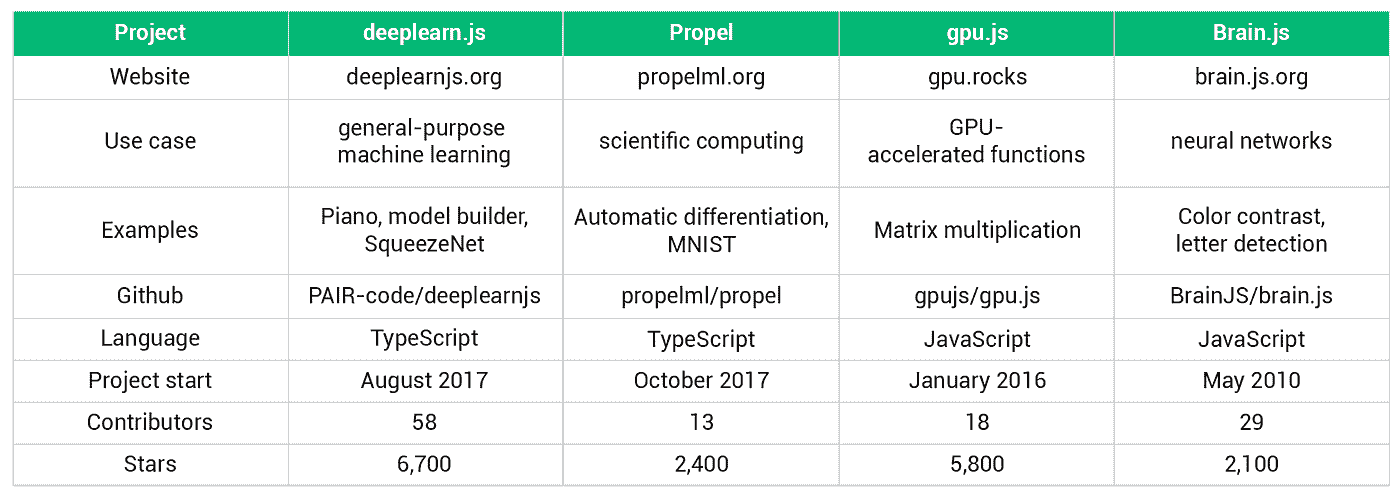 Project deeplearn.js Propel gpu.js Brain.js
Website deeplearnjs.org propelml.org gpu.rocks brain.js.org
Use case general-purpose machine learning scientific computing GPU-accelerated functions neural networks
Examples Piano, model builder, SqueezeNet Automatic differentiation, MNIST Matrix multiplication Color contrast, letter detection
Github PAIR-code/deeplearnjs propelml/propel gpujs/gpu.js BrainJS/brain.js
Language TypeScript TypeScript JavaScript JavaScript
Project start August 2017 October 2017 January 2016 May 2010
Contributors 58 13 18 29
Stars 6,700 2,400 5,800 2,100